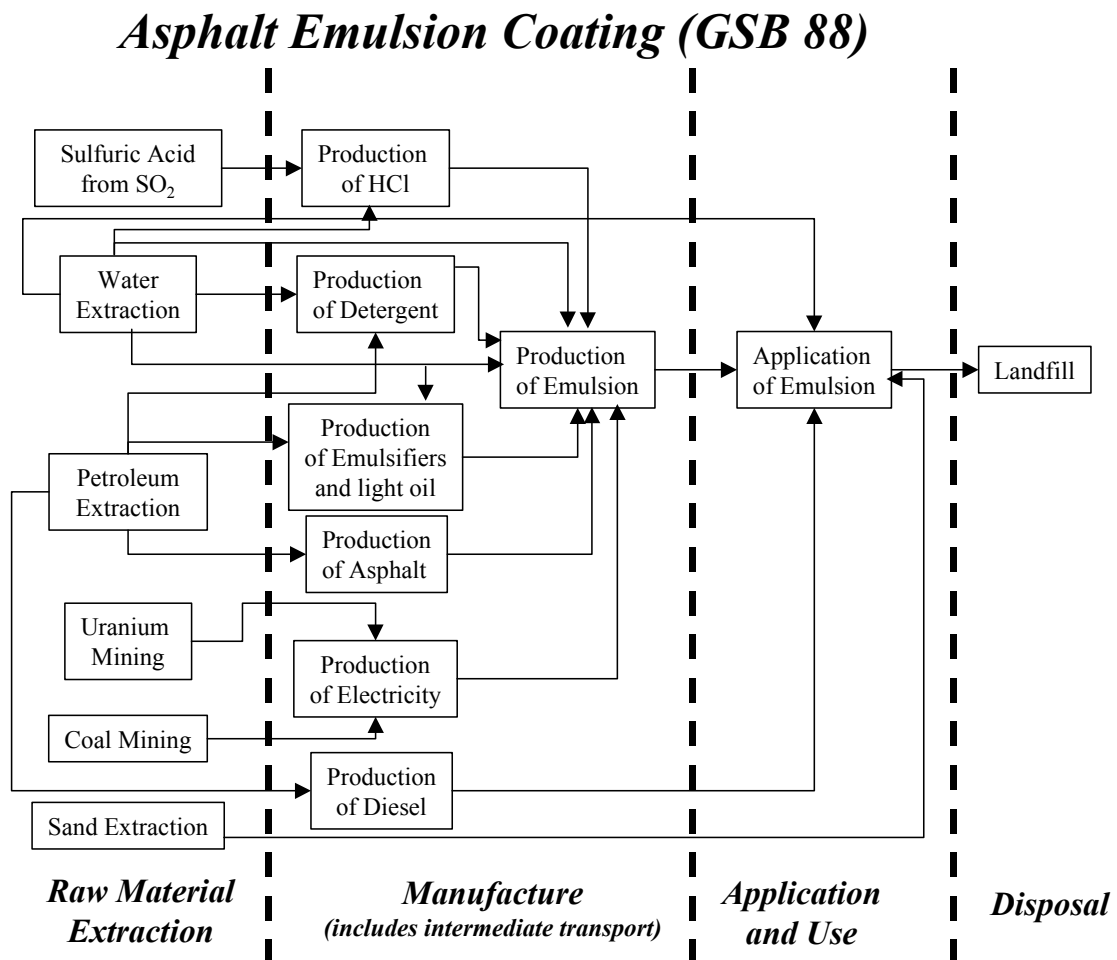 Asphalt Emulsion Coating (GSB 88)
Sulfuric Acid
from SO₂
Production
of HCl
Water
Extraction
Production
of Detergent
Production
of Emulsion
Application
of Emulsion
Landfill
Production
of Emulsifiers
and light oil
Petroleum
Extraction
Production
of Asphalt
Uranium
Mining
Production
of Electricity
Coal Mining
Production
of Diesel
Sand Extraction
Raw Material
Extraction
Manufacture
(includes intermediate transport)
Application
and Use
Disposal